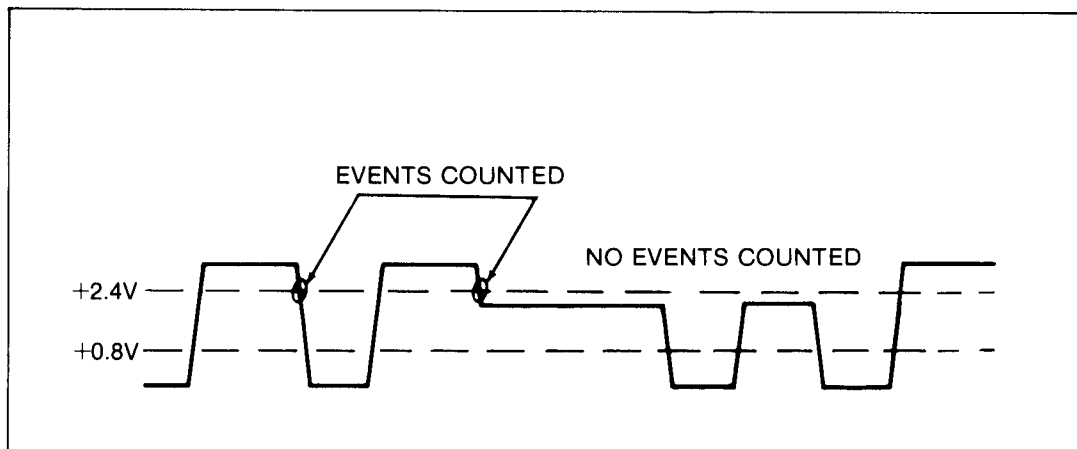 EVENTS COUNTED
NO EVENTS COUNTED
+2.4V
+0.8V